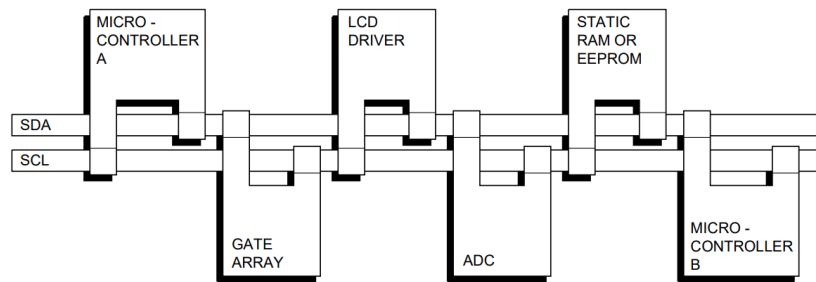 MICRO -
CONTROLLER
A
LCD
DRIVER
STATIC
RAM OR
EEPROM
SDA
SCL
GATE
ARRAY
ADC
MICRO -
CONTROLLER
B